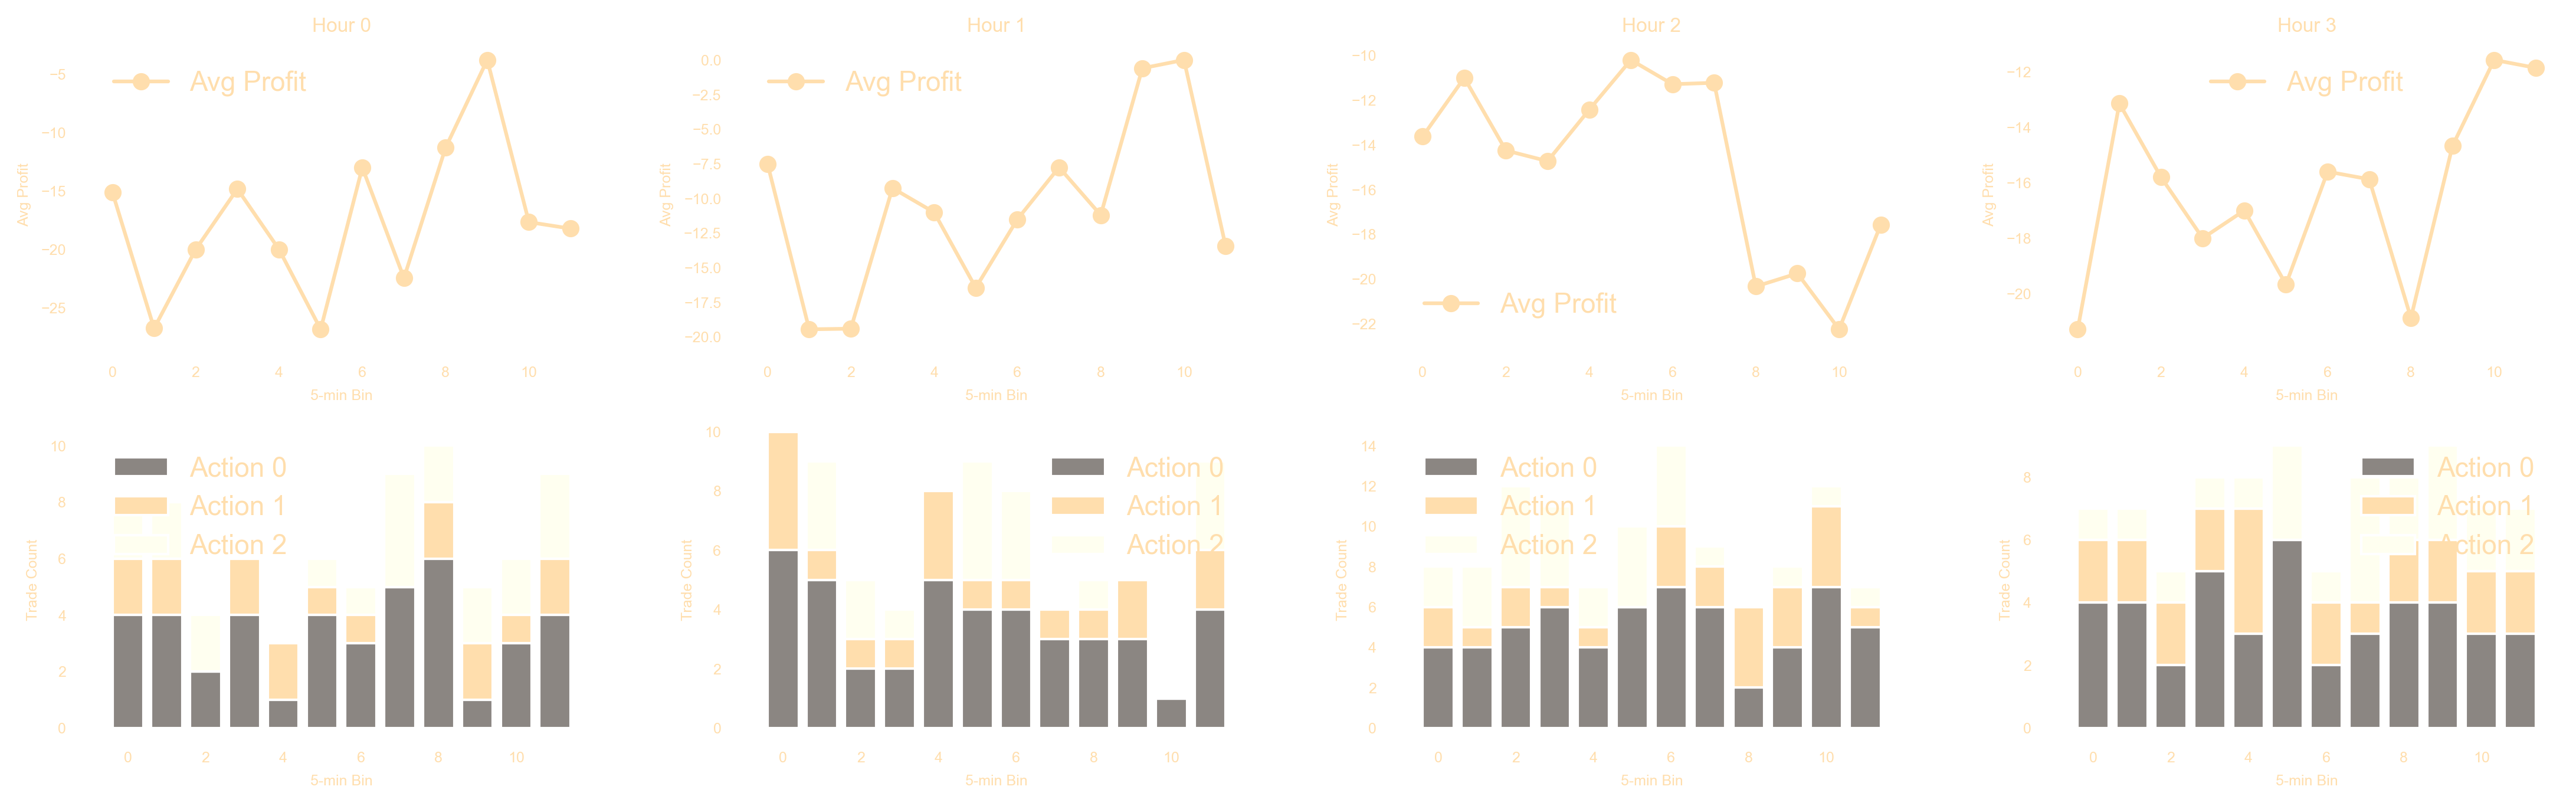 Hour 0
Avg Profit
Avg Profit
−5
−10
−15
−20
−25
0 2 4 6 8 10
5-min Bin
Hour 1
Avg Profit
Avg Profit
0.0
−2.5
−5.0
−7.5
−10.0
−12.5
−15.0
−17.5
−20.0
0 2 4 6 8 10
5-min Bin
Hour 2
Avg Profit
Avg Profit
−10
−12
−14
−16
−18
−20
−22
0 2 4 6 8 10
5-min Bin
Hour 3
Avg Profit
Avg Profit
−12
−14
−16
−18
−20
0 2 4 6 8 10
5-min Bin
Trade Count
10
8
6
4
2
0
Action 0
Action 1
Action 2
0 2 4 6 8 10
5-min Bin
Trade Count
10
8
6
4
2
0
Action 0
Action 1
Action 2
0 2 4 6 8 10
5-min Bin
Trade Count
14
12
10
8
6
4
2
0
Action 0
Action 1
Action 2
0 2 4 6 8 10
5-min Bin
Trade Count
8
6
4
2
0
Action 0
Action 1
Action 2
0 2 4 6 8 10
5-min Bin